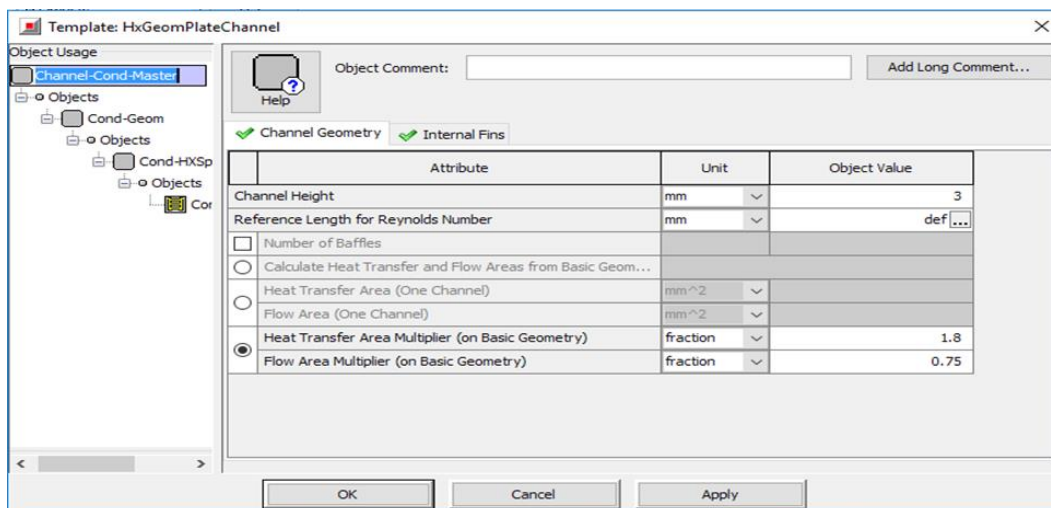 Template: HxGeomPlateChannel
Object Usage
Channel-Cond-Master
Objects
Cond-Geom
Objects
Cond-HXSp
Objects
Cor
Help
Object Comment:
Add Long Comment...
Channel Geometry
Internal Fins
Attribute Unit Object Value
Channel Height mm 3
Reference Length for Reynolds Number mm def ...
Number of Baffles
Calculate Heat Transfer and Flow Areas from Basic Geom...
Heat Transfer Area (One Channel) mm^2
Flow Area (One Channel) mm^2
Heat Transfer Area Multiplier (on Basic Geometry) fraction 1.8
Flow Area Multiplier (on Basic Geometry) fraction 0.75
OK Cancel Apply